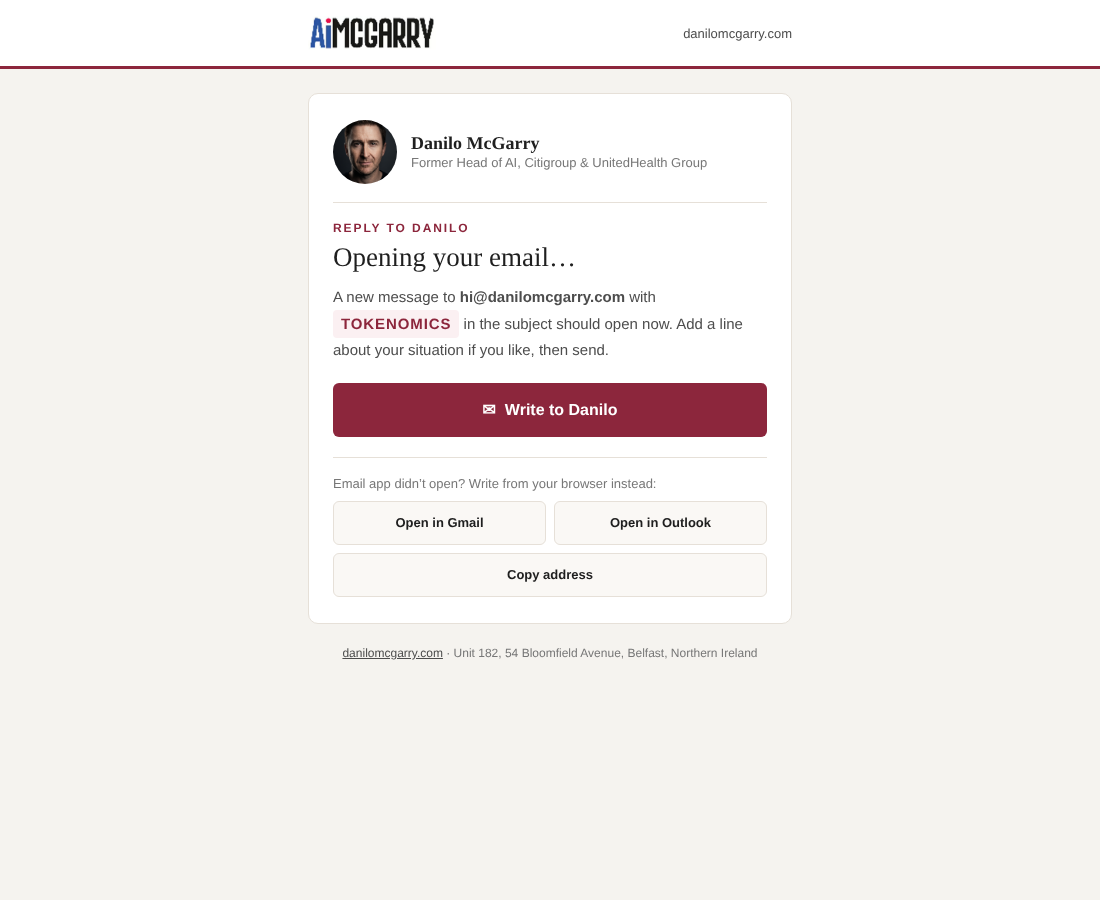 AiMCGARRY
danilomcgarry.com
Danilo McGarry
Former Head of AI, Citigroup & UnitedHealth Group
REPLY TO DANILO
Opening your email…
A new message to hi@danilomcgarry.com with
TOKENOMICS in the subject should open now. Add a line
about your situation if you like, then send.
✉ Write to Danilo
Email app didn't open? Write from your browser instead:
Open in Gmail
Open in Outlook
Copy address
danilomcgarry.com · Unit 182, 54 Bloomfield Avenue, Belfast, Northern Ireland